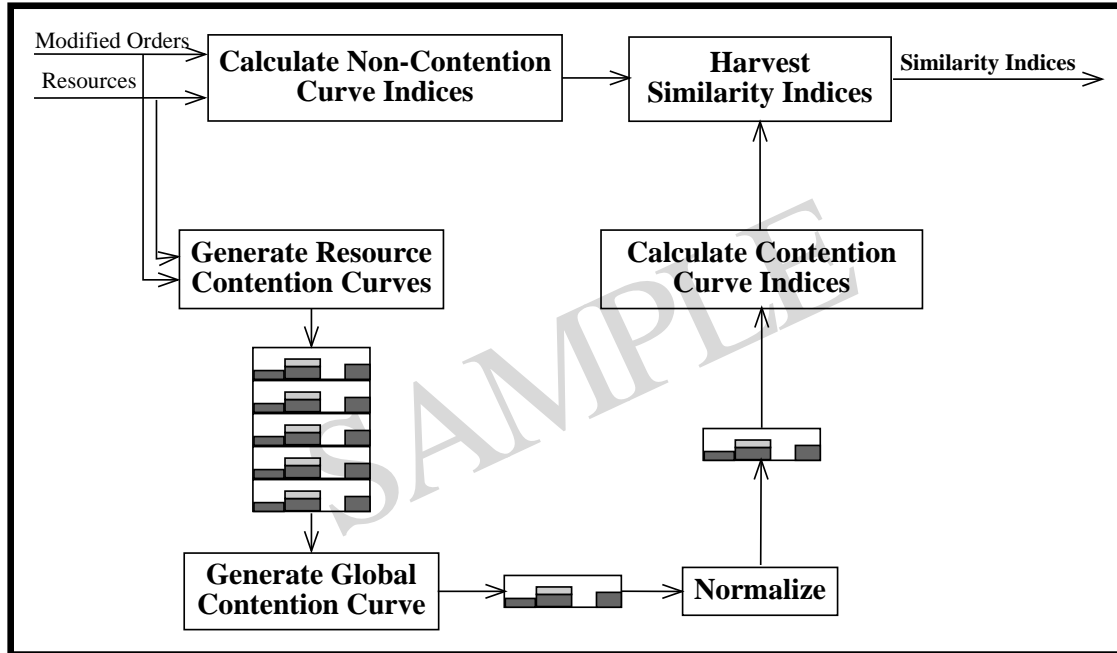 Modified Orders
Resources
Calculate Non-Contention
Curve Indices
Harvest
Similarity Indices
Similarity Indices
Generate Resource
Contention Curves
Calculate Contention
Curve Indices
SAMPLE
Generate Global
Contention Curve
Normalize